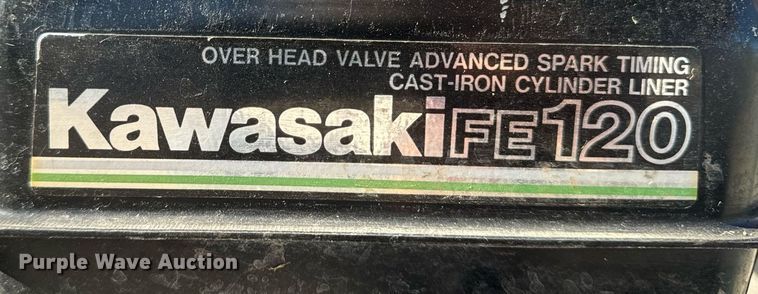 OVER HEAD VALVE ADVANCED SPARK TIMING
CAST-IRON CYLINDER LINER
Kawasaki FE120
Purple Wave Auction